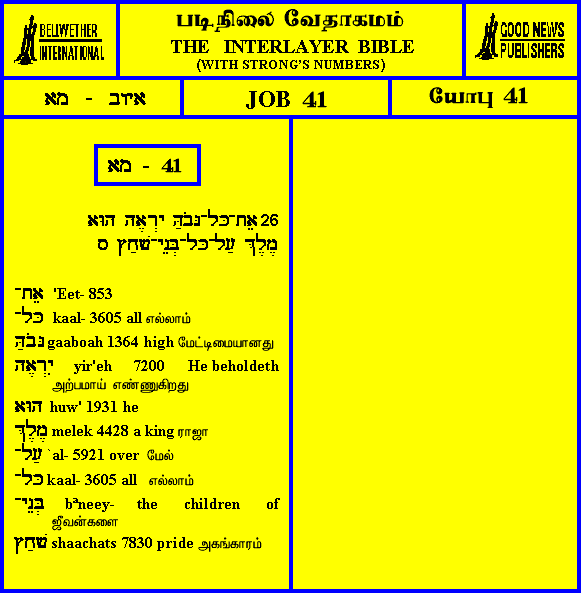 BELLWETHER
INTERNATIONAL
படிநிலை வேதாகமம்
THE INTERLAYER BIBLE
(WITH STRONG'S NUMBERS)
GOOD NEWS
PUBLISHERS
איוב - מא
JOB 41
யோபு 41
מא - 41
26 אֵת־כָּל־גָּבֹהַּ יִרְאֶה הוּא
מֶלֶךְ עַל־כָּל־בְּנֵי־שַׁחַץ ס
אֵת־ 'Eet- 853
כָּל־ kaal- 3605 all எல்லாம்
גָּבֹהַּ gaaboah 1364 high மேட்டிமையானது
יִרְאֶה yir'eh 7200 He beholdeth
அற்பமாய் எண்ணுகிறது
הוּא huw' 1931 he
מֶלֶךְ melek 4428 a king ராஜா
עַל־ `al- 5921 over மேல்
כָּל־ kaal- 3605 all எல்லாம்
בְּנֵי־ bªneey- the children of
ஜீவன்களை
שַׁחַץ shaachats 7830 pride அகங்காரம்